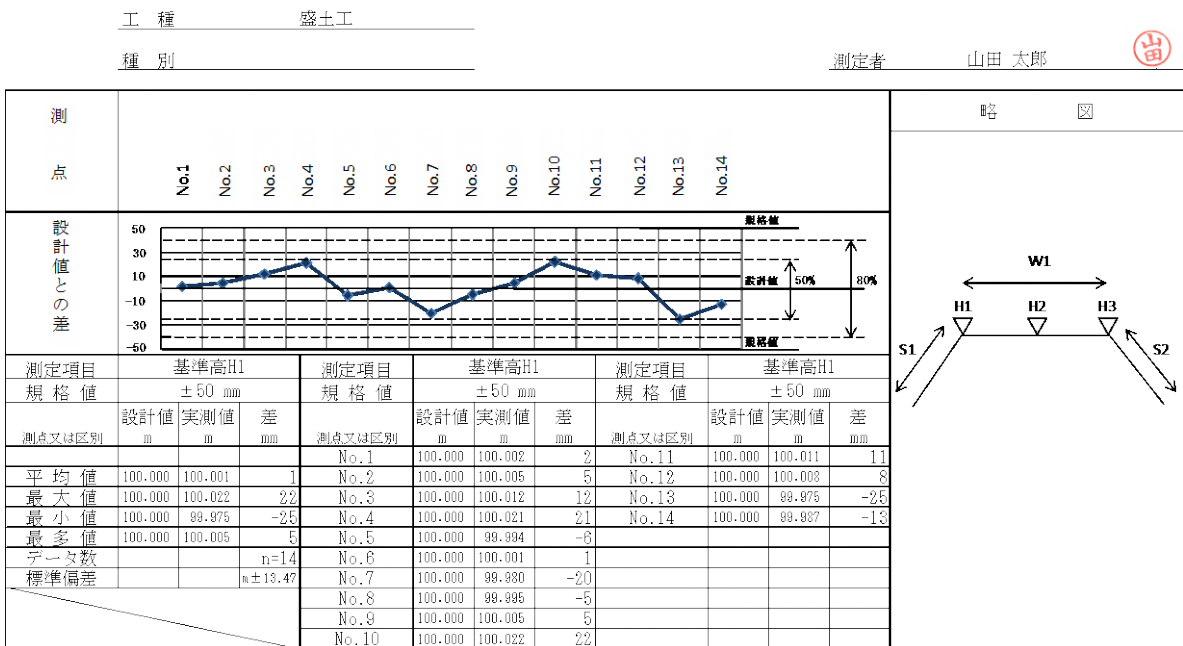 工 種 盛土工
種 別
測定者 山田 太郎 山田
測点
No.1 No.2 No.3 No.4 No.5 No.6 No.7 No.8 No.9 No.10 No.11 No.12 No.13 No.14
略 図
設計値との差
50
30
10
-10
-30
-50
規格値
設計値 50% 80%
規格値
W1
H1 H2 H3
S1 S2
測定項目 基準高H1 測定項目 基準高H1 測定項目 基準高H1
規 格 値 ±50 mm 規 格 値 ±50 mm 規 格 値 ±50 mm
設計値 実測値 差 設計値 実測値 差 設計値 実測値 差
測点又は区別 m m mm 測点又は区別 m m mm 測点又は区別 m m mm
No.1 100.000 100.002 2 No.11 100.000 100.011 11
平 均 値 100.000 100.001 1 No.2 100.000 100.005 5 No.12 100.000 100.008 8
最 大 値 100.000 100.022 22 No.3 100.000 100.012 12 No.13 100.000 99.975 -25
最 小 値 100.000 99.975 -25 No.4 100.000 100.021 21 No.14 100.000 99.987 -13
最 多 値 100.000 100.005 5 No.5 100.000 99.994 -6
データ数 n=14 No.6 100.000 100.001 1
標準偏差 m±13.47 No.7 100.000 99.980 -20
No.8 100.000 99.995 -5
No.9 100.000 100.005 5
No.10 100.000 100.022 22